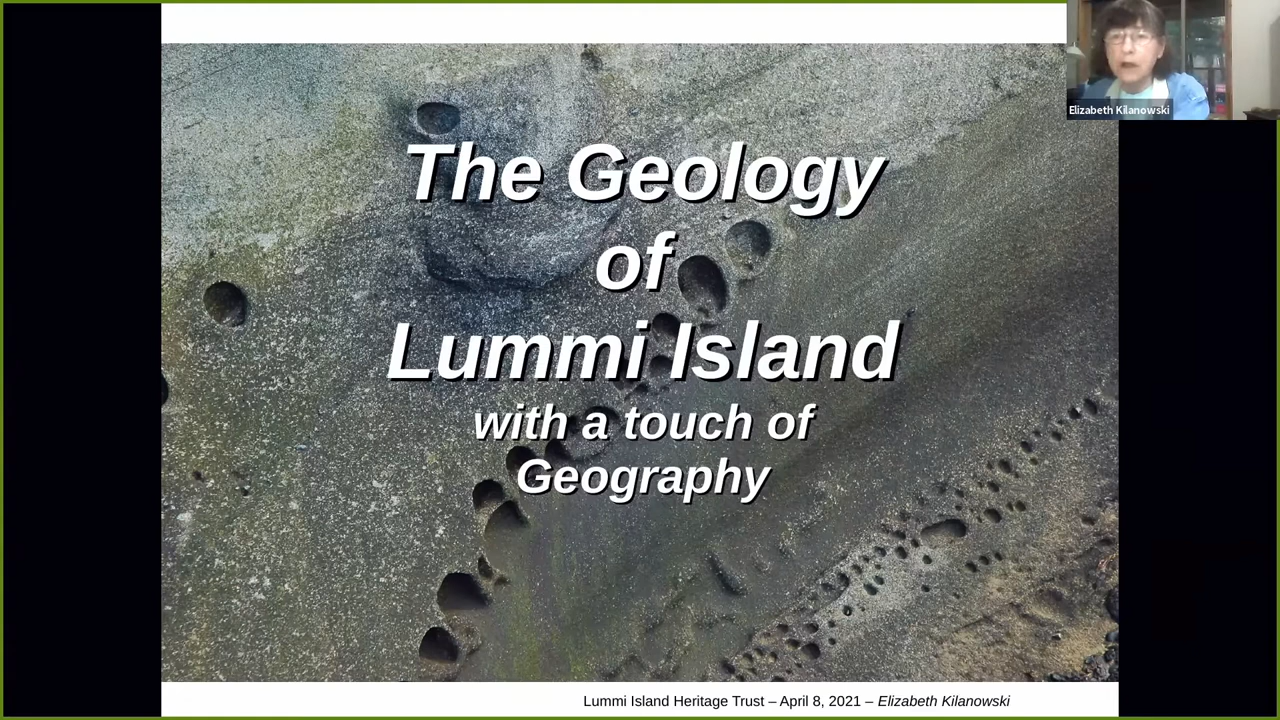 Elizabeth Kilanowski
The Geology
of
Lummi Island
with a touch of
Geography
Lummi Island Heritage Trust – April 8, 2021 – Elizabeth Kilanowski